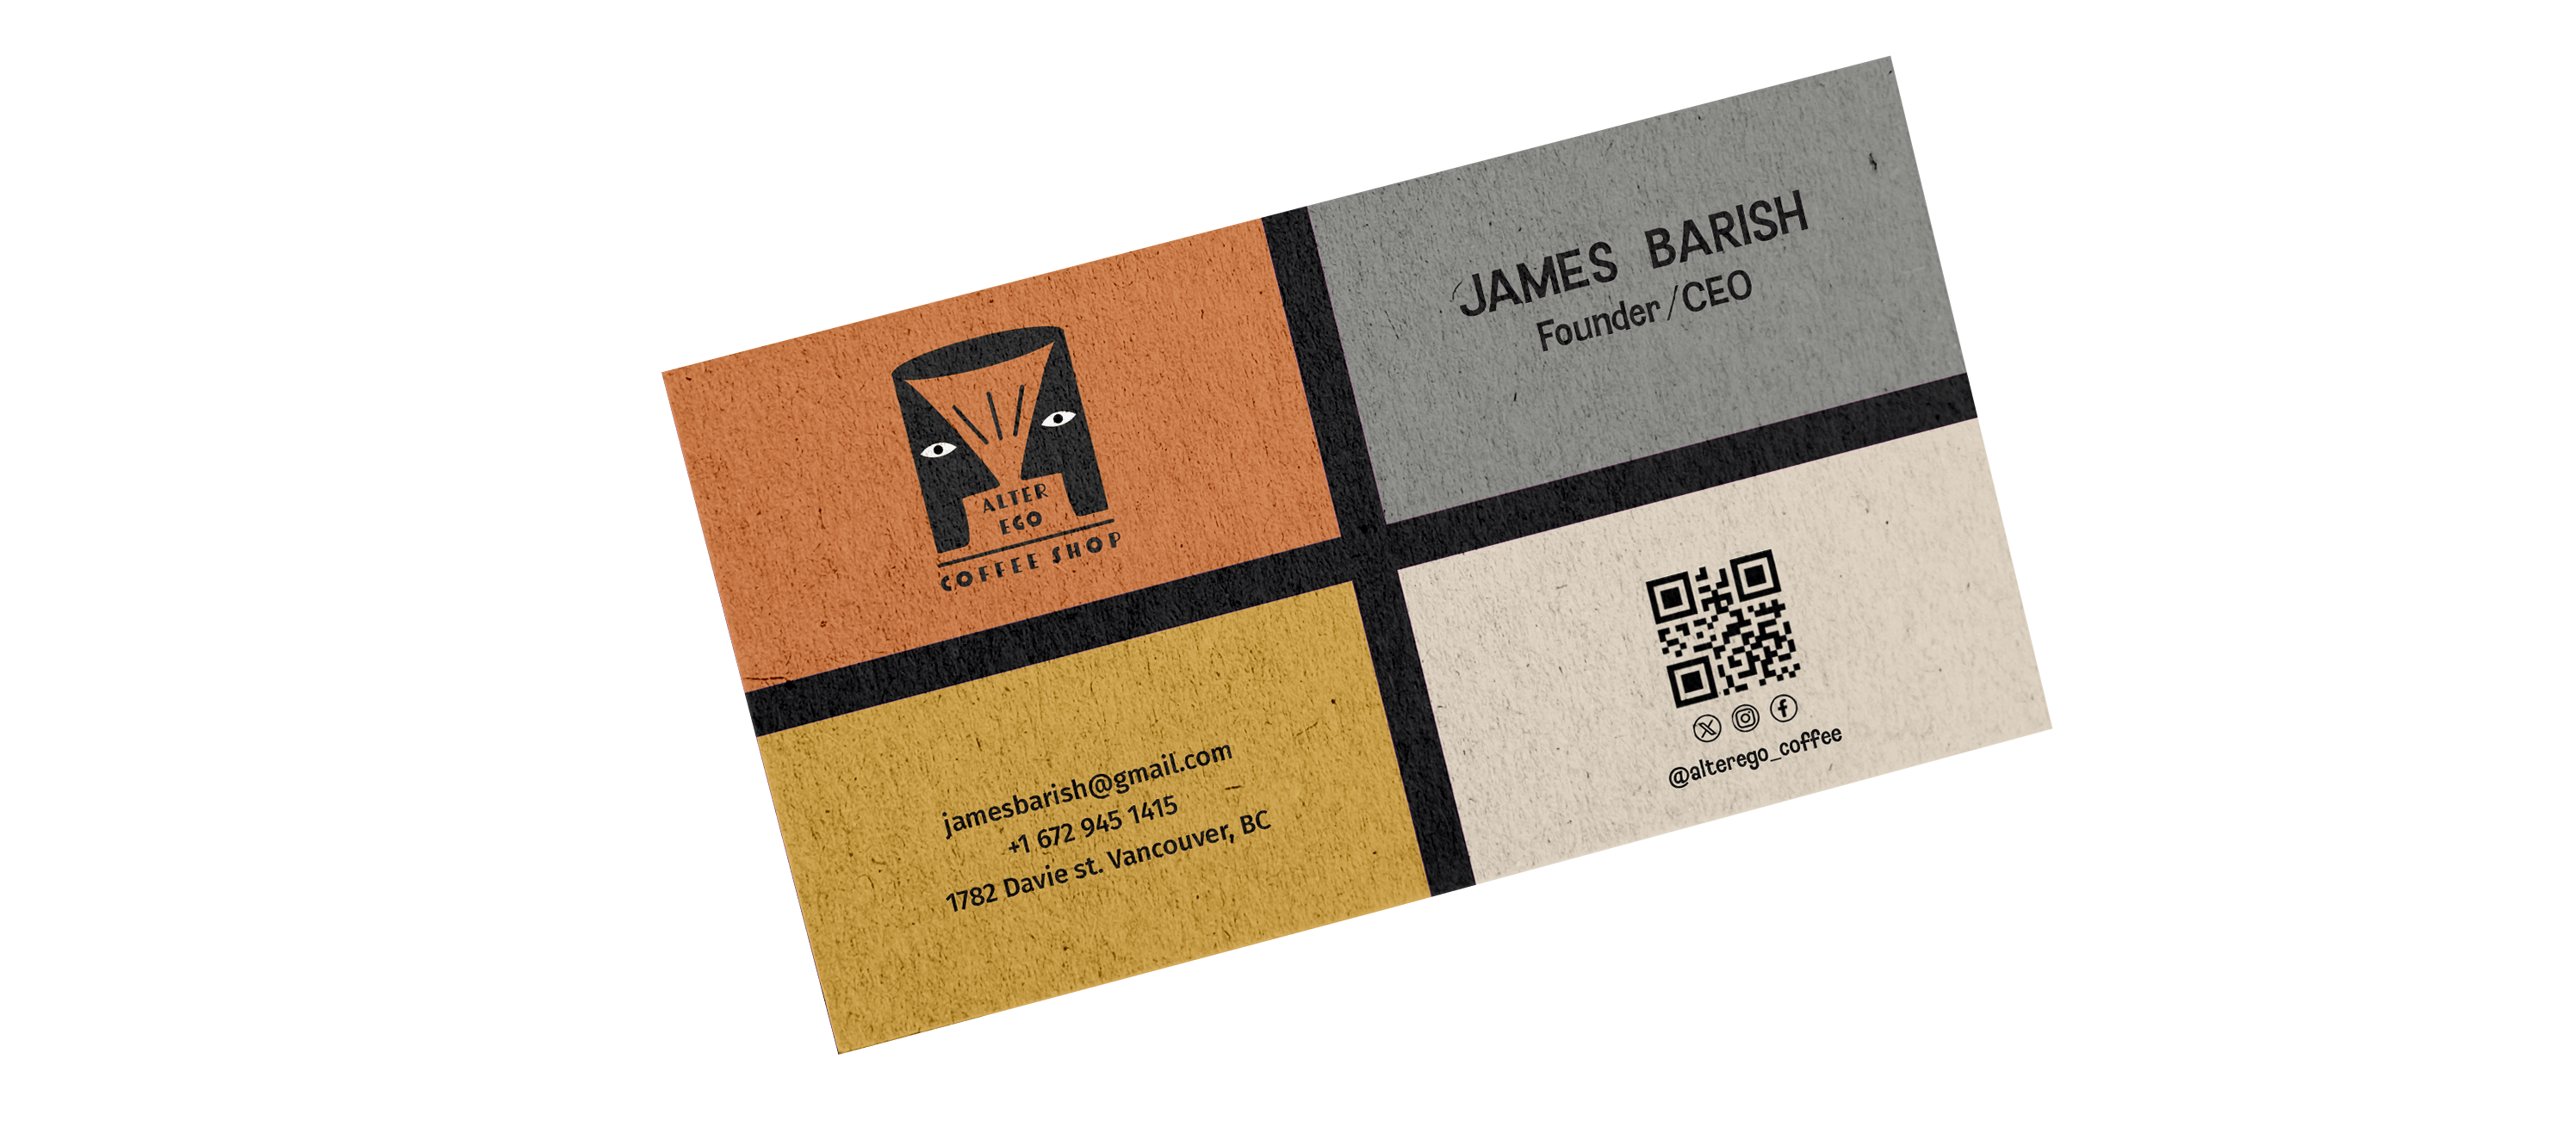 ALTER
EGO
COFFEE SHOP
JAMES BARISH
Founder/CEO
jamesbarish@gmail.com
+1 672 945 1415
1782 Davie st. Vancouver, BC
@alterego_coffee